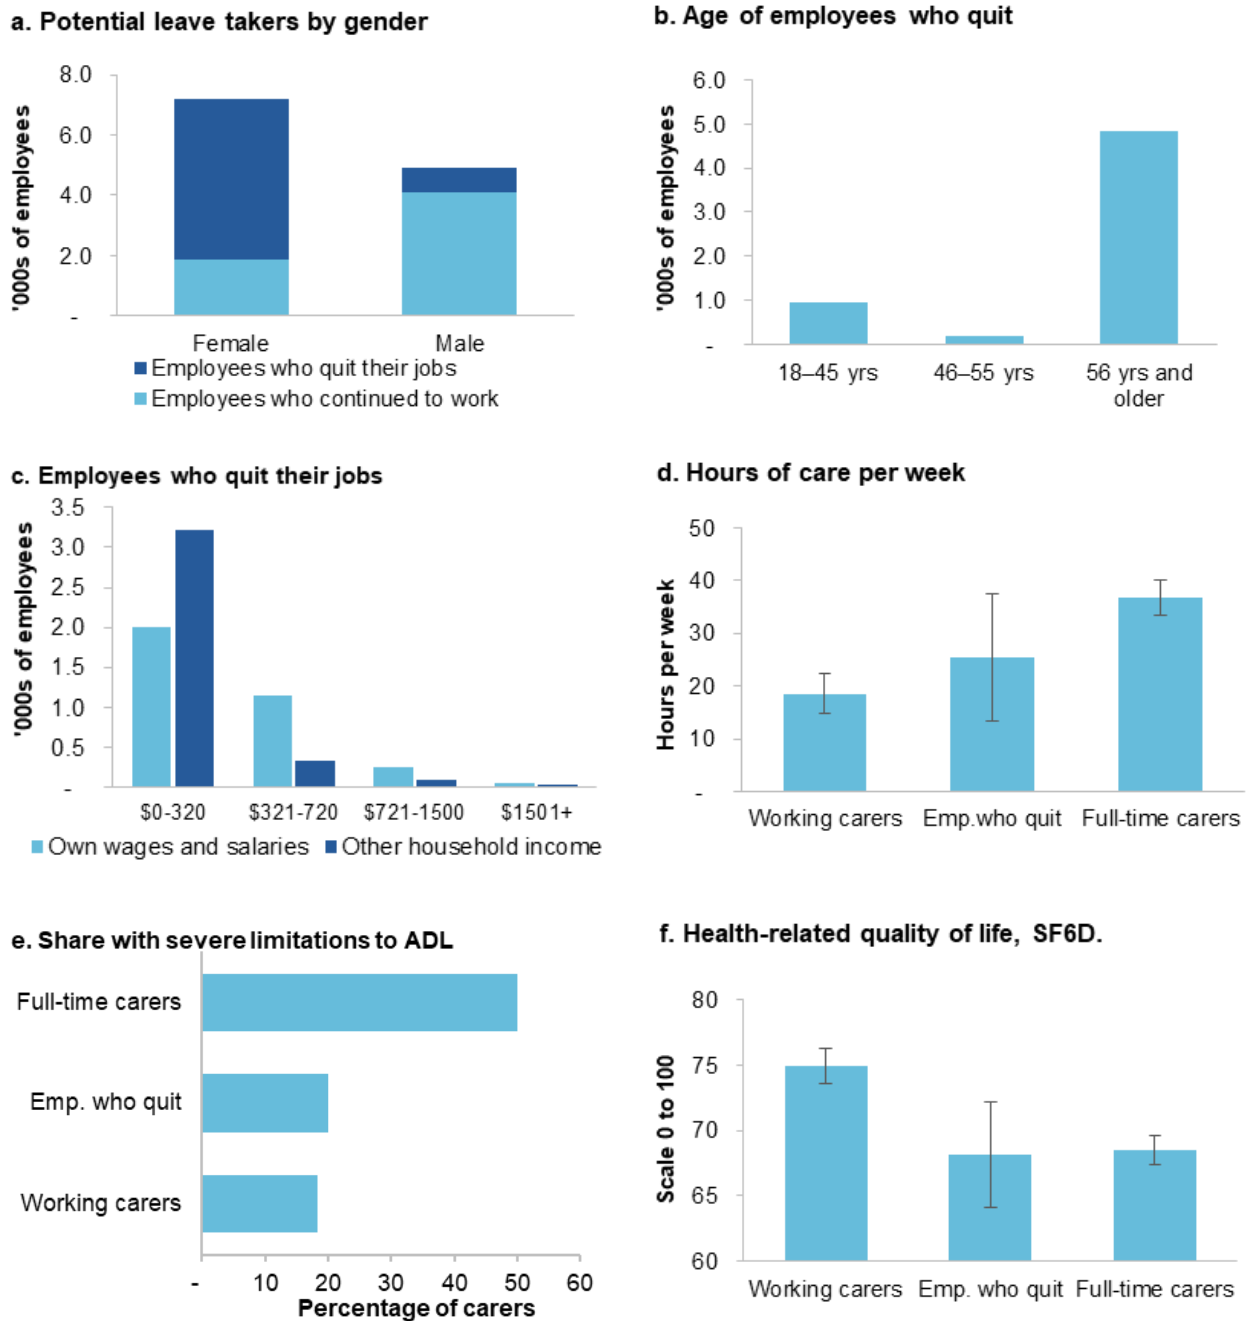 a. Potential leave takers by gender
'000s of employees
8.0
6.0
4.0
2.0
-
Female
Male
Employees who quit their jobs
Employees who continued to work
b. Age of employees who quit
'000s of employees
6.0
5.0
4.0
3.0
2.0
1.0
-
18–45 yrs
46–55 yrs
56 yrs and
older
c. Employees who quit their jobs
'000s of employees
3.5
3.0
2.5
2.0
1.5
1.0
0.5
-
$0-320
$321-720
$721-1500
$1501+
Own wages and salaries
Other household income
d. Hours of care per week
Hours per week
50
40
30
20
10
-
Working carers
Emp.who quit
Full-time carers
e. Share with severe limitations to ADL
Full-time carers
Emp. who quit
Working carers
-
10
20
30
40
50
60
Percentage of carers
f. Health-related quality of life, SF6D.
Scale 0 to 100
80
75
70
65
60
Working carers
Emp. who quit
Full-time carers